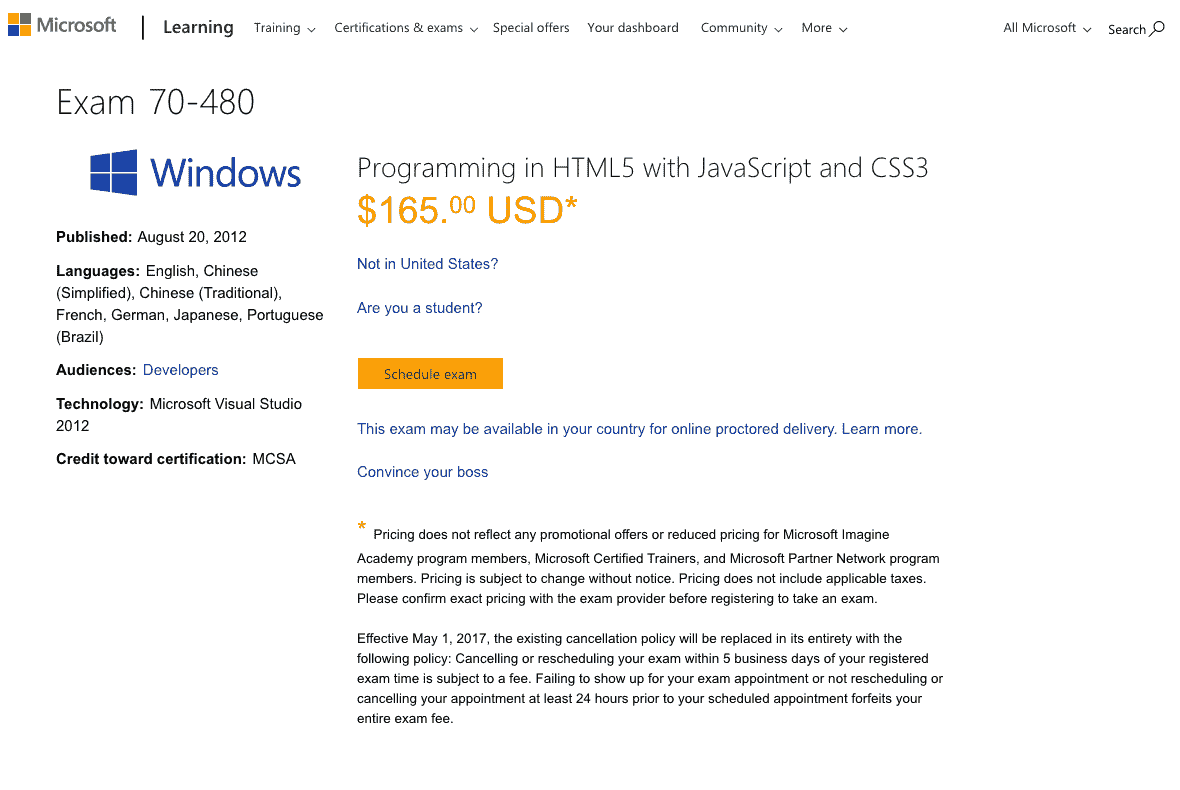 Microsoft Learning Training Certifications & exams Special offers Your dashboard Community More All Microsoft Search
Exam 70-480
Windows
Published: August 20, 2012
Languages: English, Chinese
(Simplified), Chinese (Traditional),
French, German, Japanese, Portuguese
(Brazil)
Audiences: Developers
Technology: Microsoft Visual Studio
2012
Credit toward certification: MCSA
Programming in HTML5 with JavaScript and CSS3
$165.00 USD*
Not in United States?
Are you a student?
Schedule exam
This exam may be available in your country for online proctored delivery. Learn more.
Convince your boss
* Pricing does not reflect any promotional offers or reduced pricing for Microsoft Imagine
Academy program members, Microsoft Certified Trainers, and Microsoft Partner Network program
members. Pricing is subject to change without notice. Pricing does not include applicable taxes.
Please confirm exact pricing with the exam provider before registering to take an exam.
Effective May 1, 2017, the existing cancellation policy will be replaced in its entirety with the
following policy: Cancelling or rescheduling your exam within 5 business days of your registered
exam time is subject to a fee. Failing to show up for your exam appointment or not rescheduling or
cancelling your appointment at least 24 hours prior to your scheduled appointment forfeits your
entire exam fee.